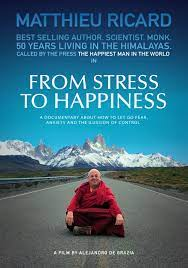 MATTHIEU RICARD
BEST SELLING AUTHOR. SCIENTIST. MONK.
50 YEARS LIVING IN THE HIMALAYAS.
CALLED BY THE PRESS THE HAPPIEST MAN IN THE WORLD
IN
FROM STRESS
TO HAPPINESS
A DOCUMENTARY ABOUT HOW TO LET GO FEAR,
ANXIETY AND THE ILLUSION OF CONTROL
A FILM BY ALEJANDRO DE GRAZIA